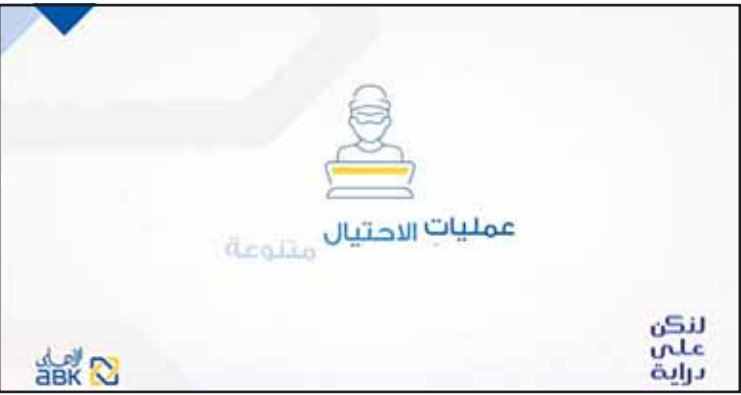 عمليات الاحتيال متنوعة
لنكن
على
دراية
الأهلي
abk